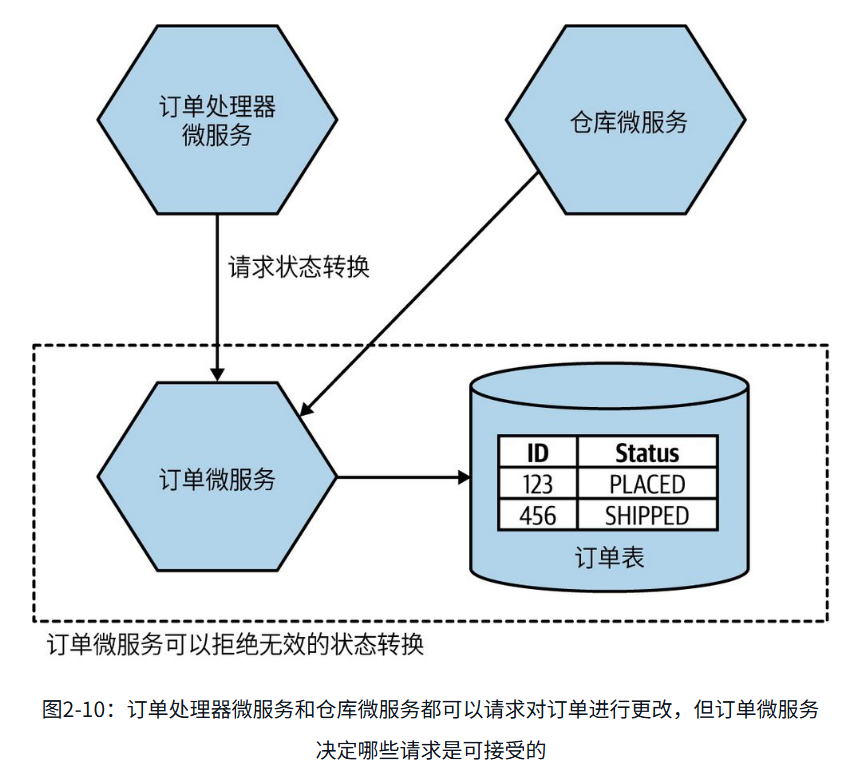 订单处理器
微服务
仓库微服务
请求状态转换
订单微服务
ID Status
123 PLACED
456 SHIPPED
订单表
订单微服务可以拒绝无效的状态转换
图2-10：订单处理器微服务和仓库微服务都可以请求对订单进行更改，但订单微服务
决定哪些请求是可接受的